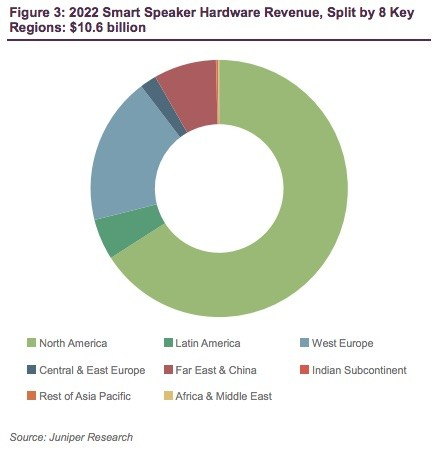 Figure 3: 2022 Smart Speaker Hardware Revenue, Split by 8 Key
Regions: $10.6 billion
North America
Latin America
West Europe
Central & East Europe
Far East & China
Indian Subcontinent
Rest of Asia Pacific
Africa & Middle East
Source: Juniper Research